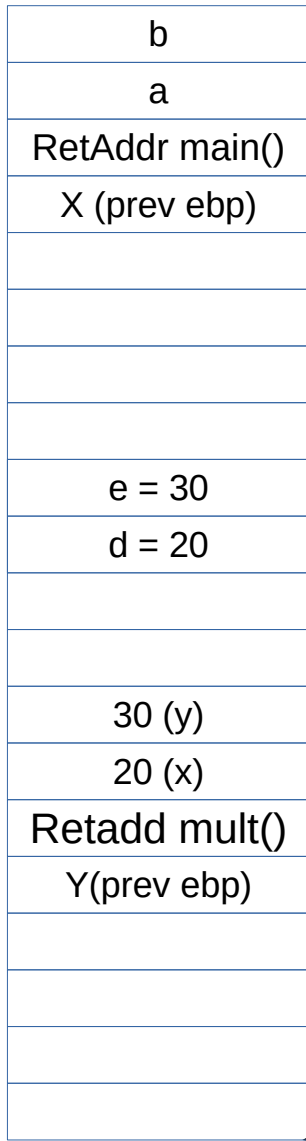 b
a
RetAddr main()
X (prev ebp)
e = 30
d = 20
30 (y)
20 (x)
Retadd mult()
Y(prev ebp)